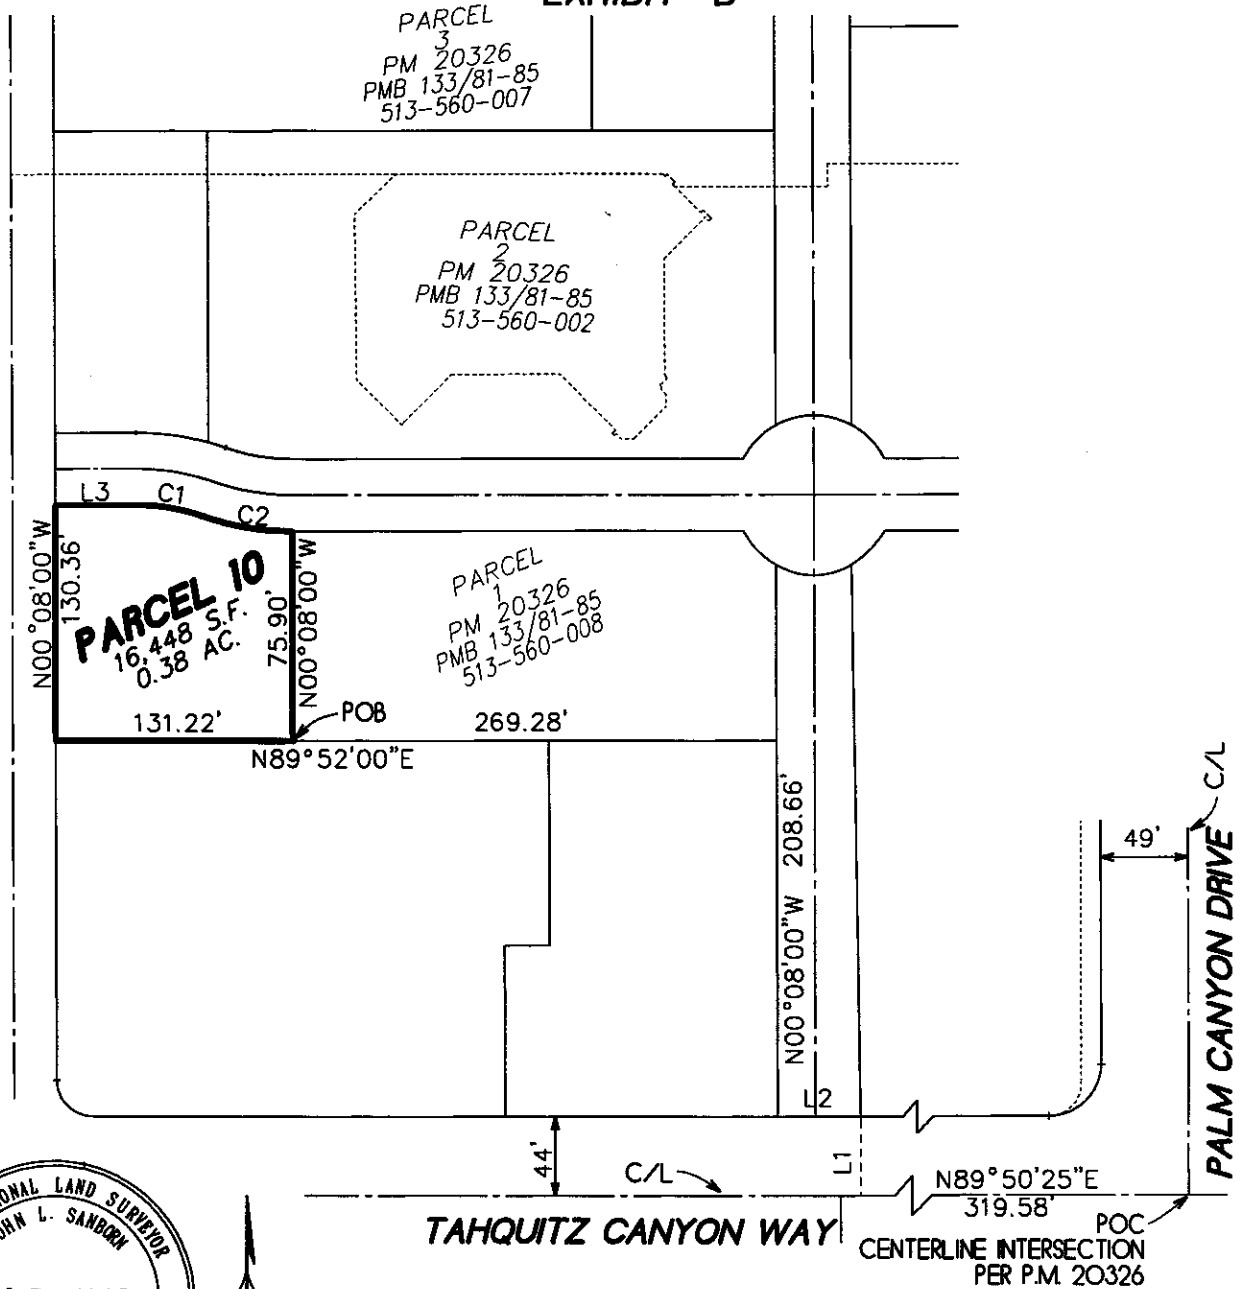 PARCEL
3
PM 20326
PMB 133/81-85
513-560-007
PARCEL
2
PM 20326
PMB 133/81-85
513-560-002
L3
C1
C2
N00°08'00"W
130.36'
PARCEL 10
16,448 S.F.
0.38 AC.
75.90'
N00°08'00"W
PARCEL
1
PM 20326
PMB 133/81-85
513-560-008
131.22'
POB
269.28'
N89°52'00"E
N00°08'00"W 208.66'
49'
C/L
PALM CANYON DRIVE
L2
44'
C/L
L1
N89°50'25"E
319.58'
TAHQUITZ CANYON WAY
POC
CENTERLINE INTERSECTION
PER P.M. 20326
LAND SURVEYOR
L. SANBORN